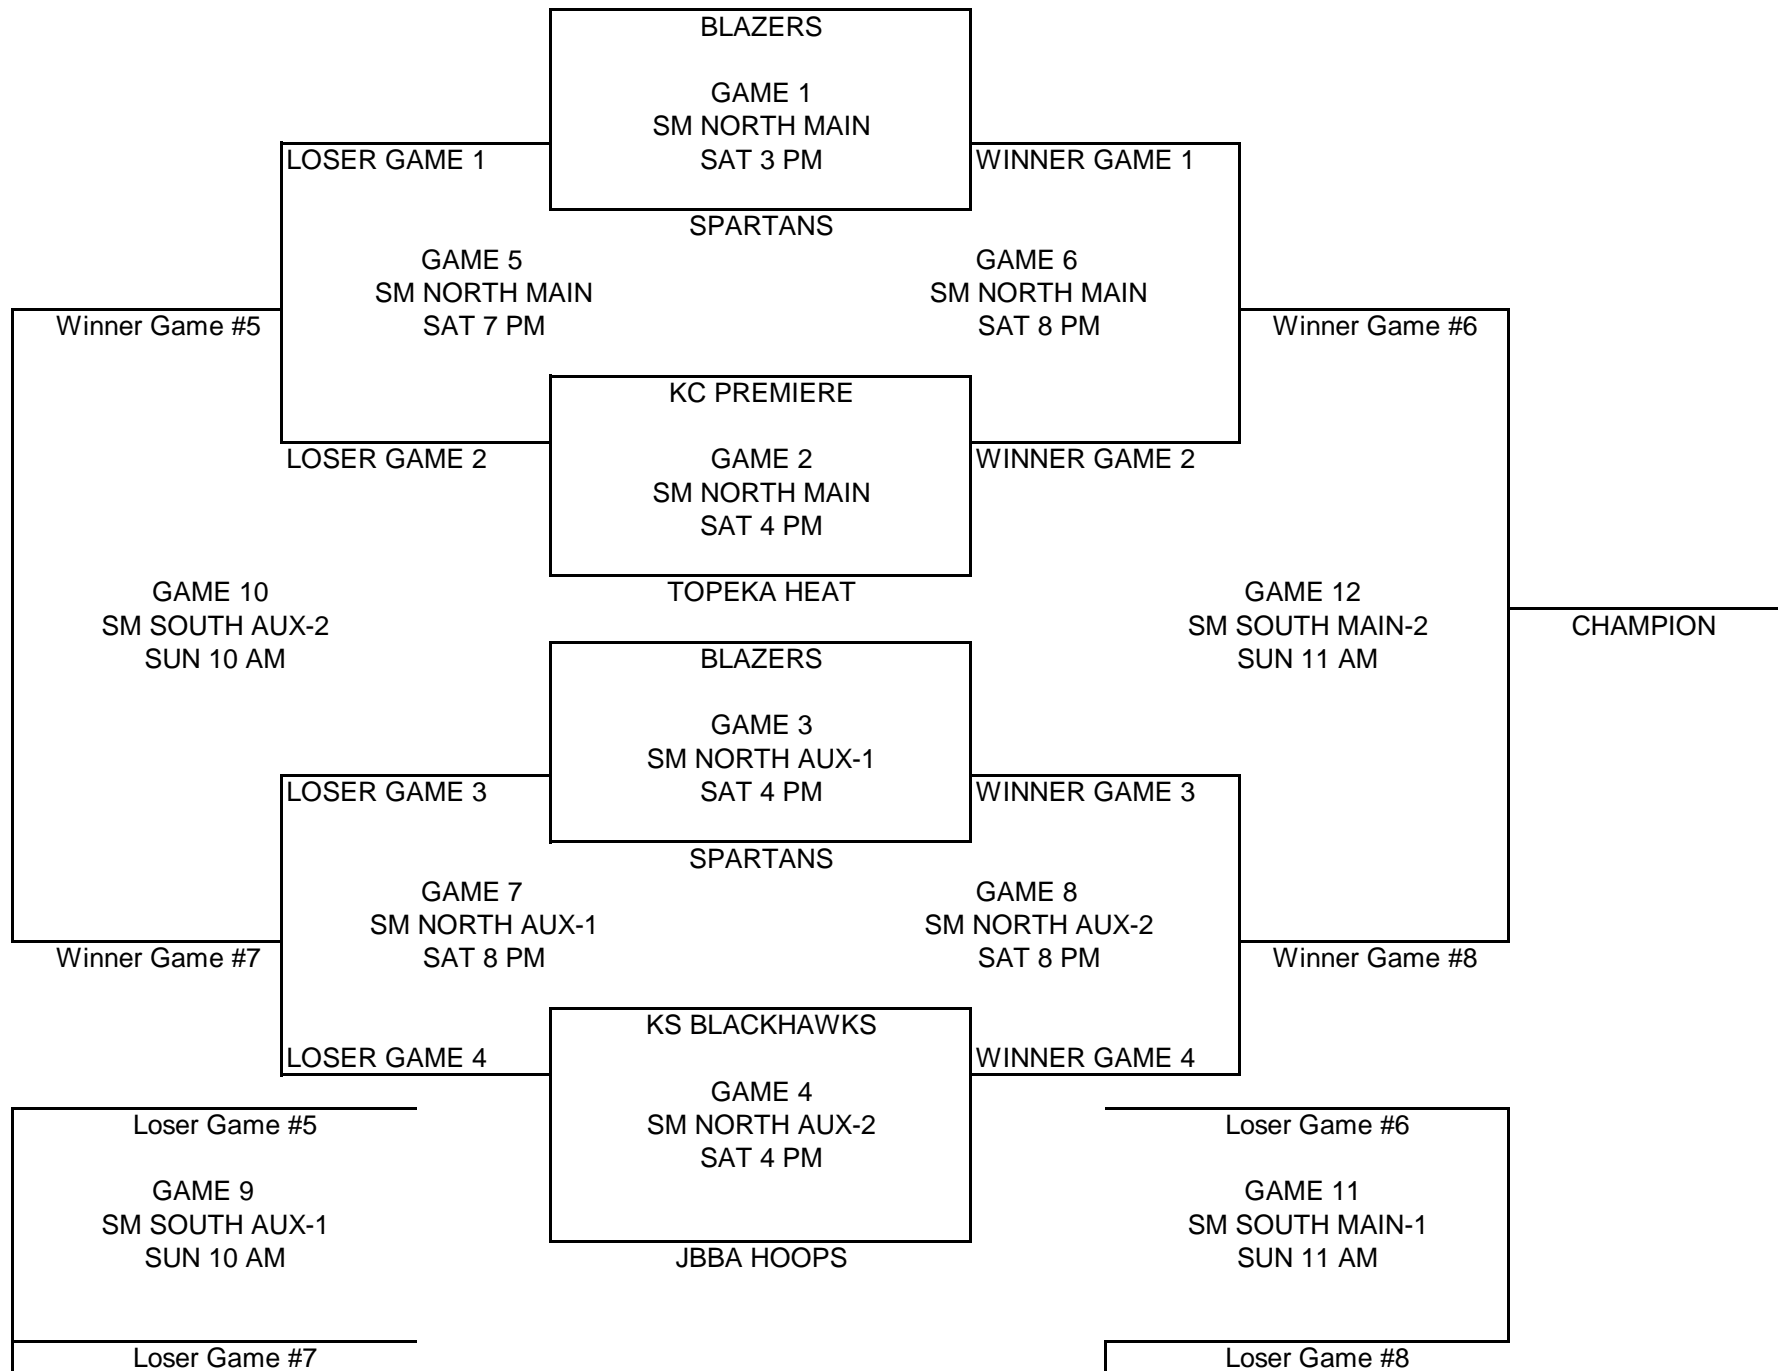 BLAZERS
GAME 1
SM NORTH MAIN
LOSER GAME 1
SAT 3 PM
WINNER GAME 1
SPARTANS
GAME 5
SM NORTH MAIN
SAT 7 PM
GAME 6
SM NORTH MAIN
SAT 8 PM
Winner Game #5
Winner Game #6
KC PREMIERE
LOSER GAME 2
GAME 2
SM NORTH MAIN
SAT 4 PM
WINNER GAME 2
TOPEKA HEAT
GAME 10
SM SOUTH AUX-2
SUN 10 AM
GAME 12
SM SOUTH MAIN-2
SUN 11 AM
CHAMPION
BLAZERS
GAME 3
SM NORTH AUX-1
SAT 4 PM
LOSER GAME 3
WINNER GAME 3
SPARTANS
GAME 7
SM NORTH AUX-1
SAT 8 PM
GAME 8
SM NORTH AUX-2
SAT 8 PM
Winner Game #7
Winner Game #8
KS BLACKHAWKS
LOSER GAME 4
WINNER GAME 4
GAME 4
SM NORTH AUX-2
SAT 4 PM
JBBA HOOPS
Loser Game #5
GAME 9
SM SOUTH AUX-1
SUN 10 AM
Loser Game #7
Loser Game #6
GAME 11
SM SOUTH MAIN-1
SUN 11 AM
Loser Game #8